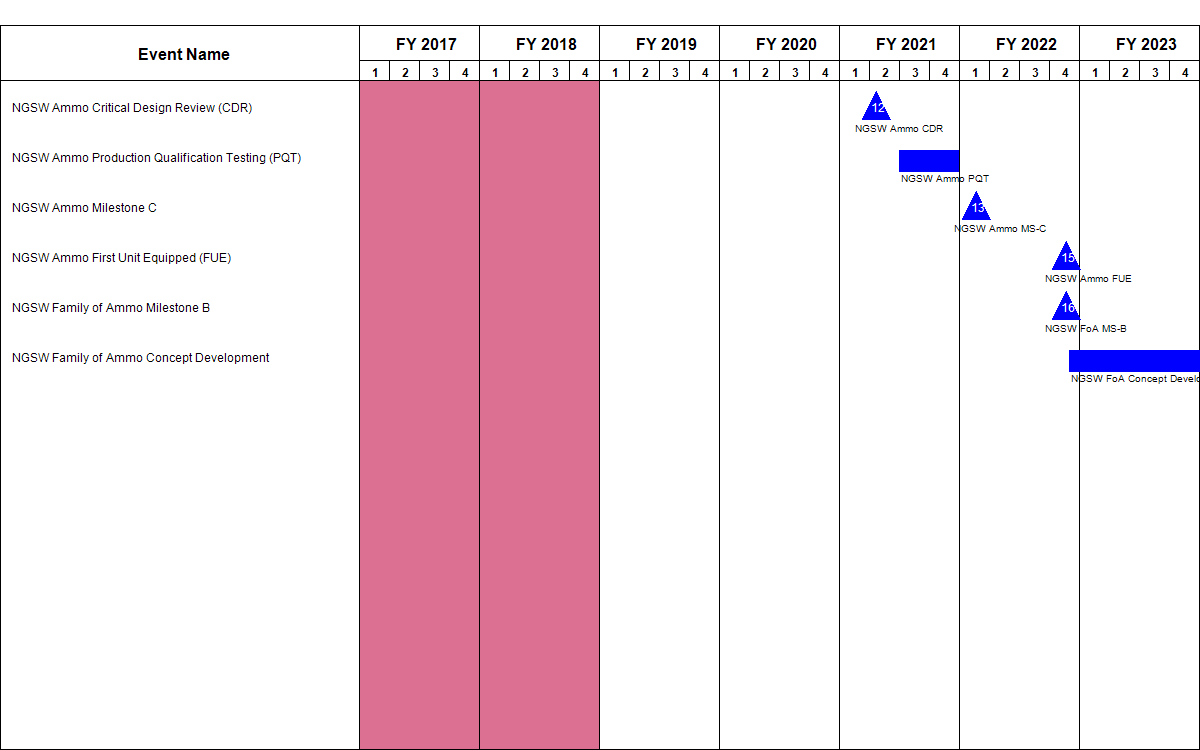 Event Name
FY 2017 FY 2018 FY 2019 FY 2020 FY 2021 FY 2022 FY 2023
1 2 3 4 1 2 3 4 1 2 3 4 1 2 3 4 1 2 3 4 1 2 3 4 1 2 3 4
NGSW Ammo Critical Design Review (CDR)
12
NGSW Ammo CDR
NGSW Ammo Production Qualification Testing (PQT)
NGSW Ammo PQT
NGSW Ammo Milestone C
13
NGSW Ammo MS-C
NGSW Ammo First Unit Equipped (FUE)
15
NGSW Ammo FUE
NGSW Family of Ammo Milestone B
16
NGSW FoA MS-B
NGSW Family of Ammo Concept Development
NGSW FoA Concept Develo